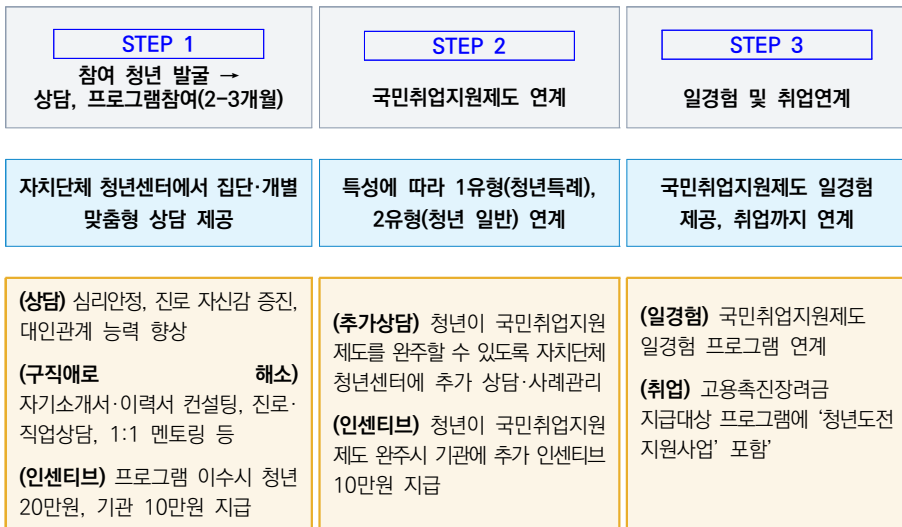 STEP 1
참여 청년 발굴 →
상담, 프로그램참여(2-3개월)
STEP 2
국민취업지원제도 연계
STEP 3
일경험 및 취업연계
자치단체 청년센터에서 집단·개별
맞춤형 상담 제공
특성에 따라 1유형(청년특례),
2유형(청년 일반) 연계
국민취업지원제도 일경험
제공, 취업까지 연계
(상담) 심리안정, 진로 자신감 증진,
대인관계 능력 향상
(구직애로 해소)
자기소개서·이력서 컨설팅, 진로·
직업상담, 1:1 멘토링 등
(인센티브) 프로그램 이수시 청년
20만원, 기관 10만원 지급
(추가상담) 청년이 국민취업지원
제도를 완주할 수 있도록 자치단체
청년센터에 추가 상담·사례관리
(인센티브) 청년이 국민취업지원
제도 완주시 기관에 추가 인센티브
10만원 지급
(일경험) 국민취업지원제도
일경험 프로그램 연계
(취업) 고용촉진장려금
지급대상 프로그램에 ‘청년도전
지원사업’ 포함’